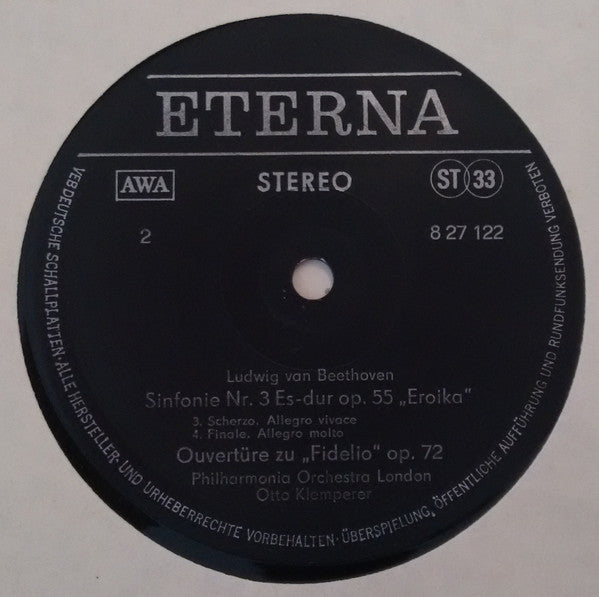 ETERNA
AWA
STEREO
ST 33
2
8 27 122
Ludwig van Beethoven
Sinfonie Nr. 3 Es-dur op. 55 „Eroika“
3. Scherzo. Allegro vivace
4. Finale. Allegro molto
Ouvertüre zu „Fidelio“ op. 72
Philharmonia Orchestra London
Otto Klemperer
VEB DEUTSCHE SCHALLPLATTEN · ALLE HERSTELLER- UND URHEBERRECHTE VORBEHALTEN · ÜBERSPIELUNG, ÖFFENTLICHE AUFFÜHRUNG UND RUNDFUNKSENDUNG VERBOTEN